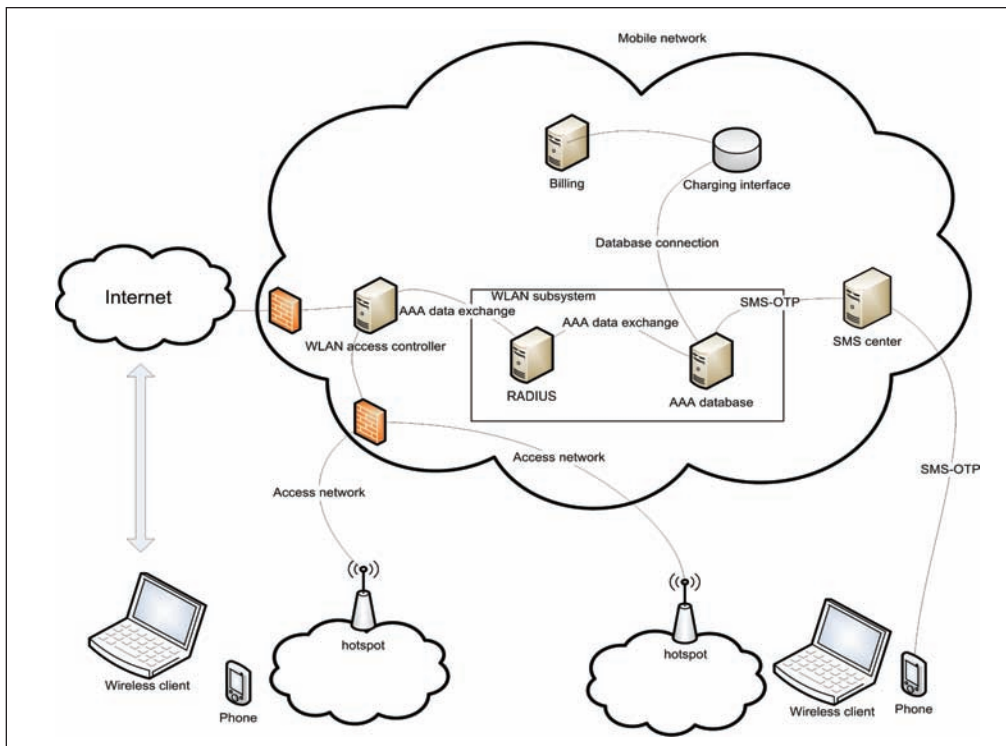 Mobile network
Billing
Charging interface
Database connection
Internet
WLAN subsystem
SMS-OTP
AAA data exchange
AAA data exchange
WLAN access controller
SMS center
RADIUS
AAA database
Access network
SMS-OTP
Access network
hotspot
hotspot
Wireless client
Phone
Wireless client
Phone